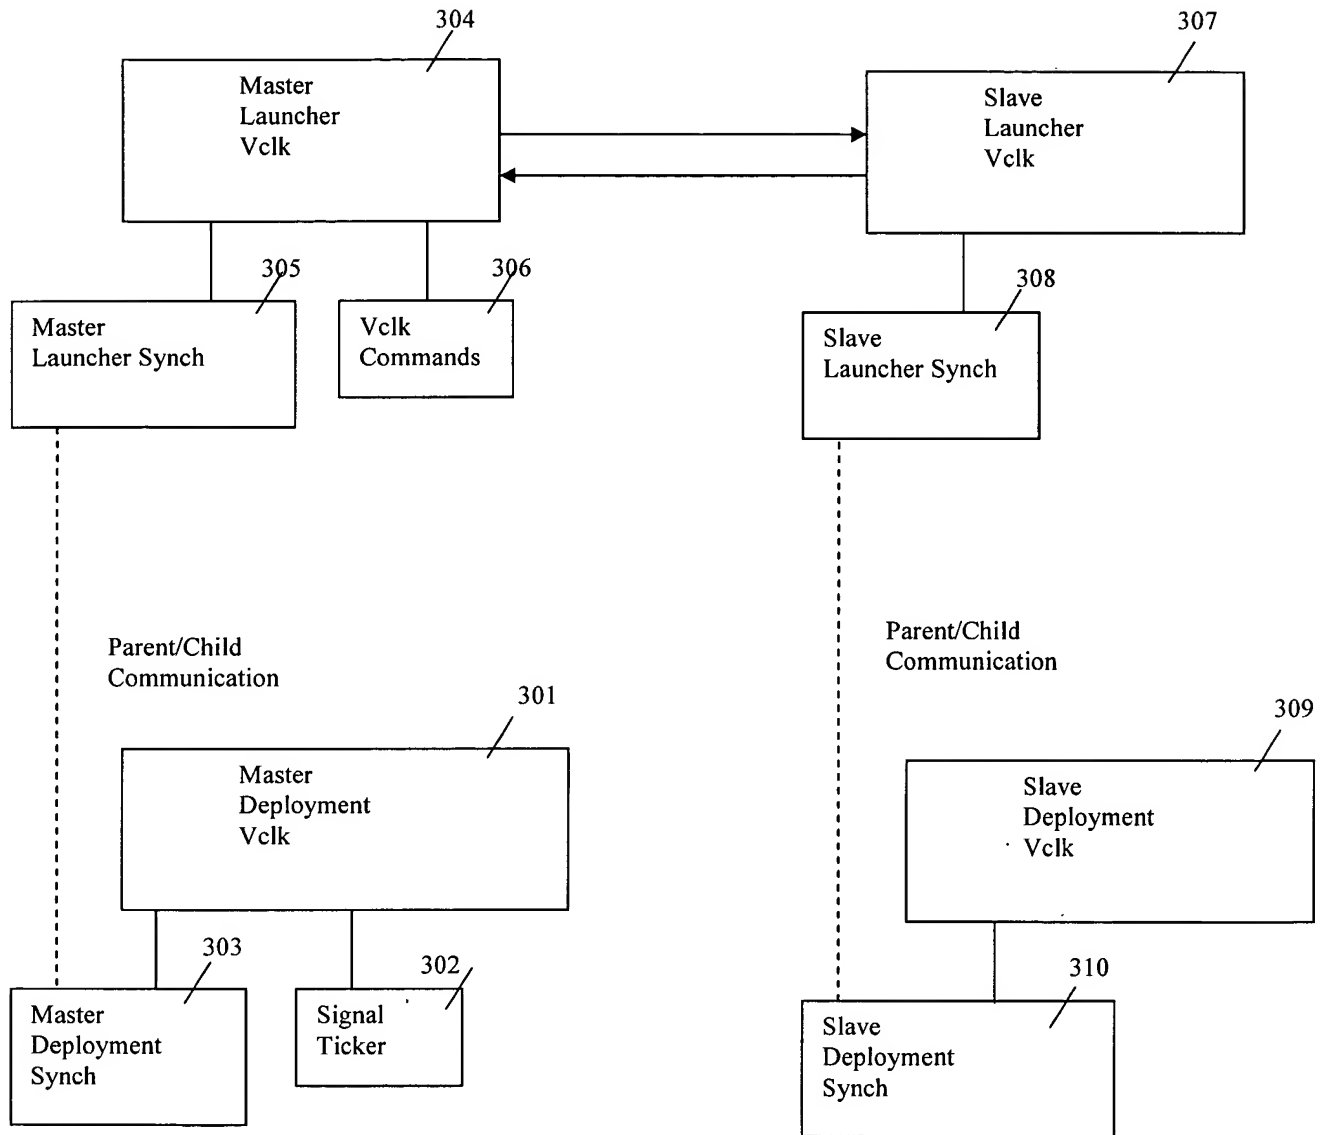 304
307
Master
Launcher
Vclk
Slave
Launcher
Vclk
305
306
308
Master
Launcher Synch
Vclk
Commands
Slave
Launcher Synch
Parent/Child
Communication
Parent/Child
Communication
301
309
Master
Deployment
Vclk
Slave
Deployment
Vclk
303
302
310
Master
Deployment
Synch
Signal
Ticker
Slave
Deployment
Synch